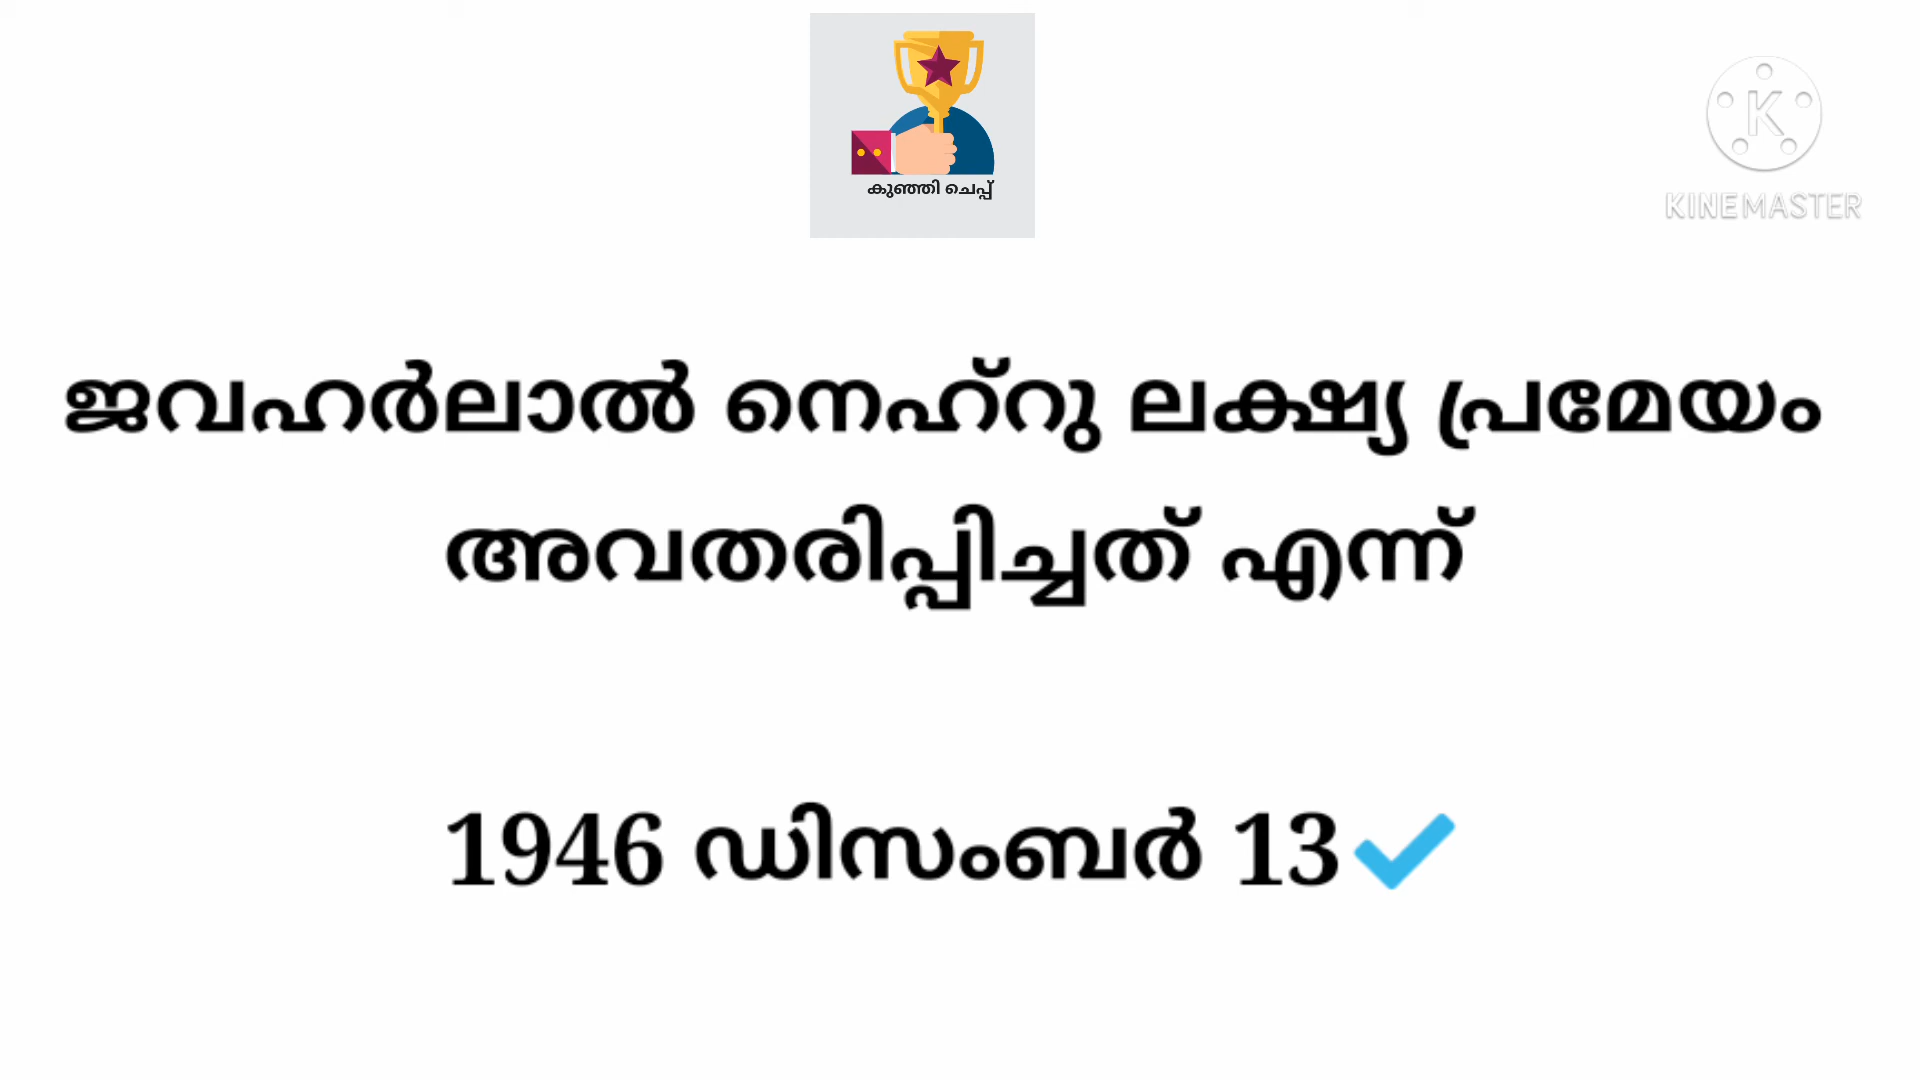 കുഞ്ഞി ചെപ്പ്
K
KINEMASTER
ജവഹർലാൽ നെഹ്റു ലക്ഷ്യ പ്രമേയം
അവതരിപ്പിച്ചത് എന്ന്
1946 ഡിസംബർ 13✔